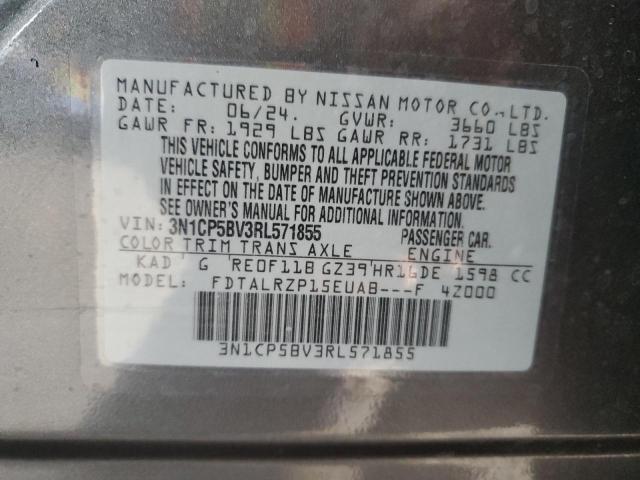 MANUFACTURED BY NISSAN MOTOR CO., LTD.
DATE: 06/24. GVWR: 3660 LBS
GAWR FR: 1929 LBS GAWR RR: 1731 LBS
THIS VEHICLE CONFORMS TO ALL APPLICABLE FEDERAL MOTOR
VEHICLE SAFETY, BUMPER AND THEFT PREVENTION STANDARDS
IN EFFECT ON THE DATE OF MANUFACTURE SHOWN ABOVE.
SEE OWNER'S MANUAL FOR ADDITIONAL INFORMATION.
VIN: 3N1CP5BV3RL571855 PASSENGER CAR.
COLOR TRIM TRANS AXLE ENGINE
KAD G RE0F11B GZ39 HR16DE 1598 CC
MODEL: FDTALRZP15EUAB---F 4Z000
3N1CP5BV3RL571855